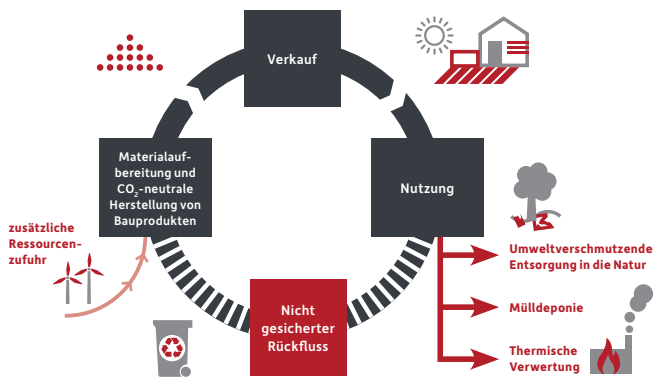 Verkauf
Materialauf-
bereitung und
CO₂-neutrale
Herstellung von
Bauprodukten
Nutzung
zusätzliche
Ressourcen-
zufuhr
Nicht
gesicherter
Rückfluss
Umweltverschmutzende
Entsorgung in die Natur
Mülldeponie
Thermische
Verwertung